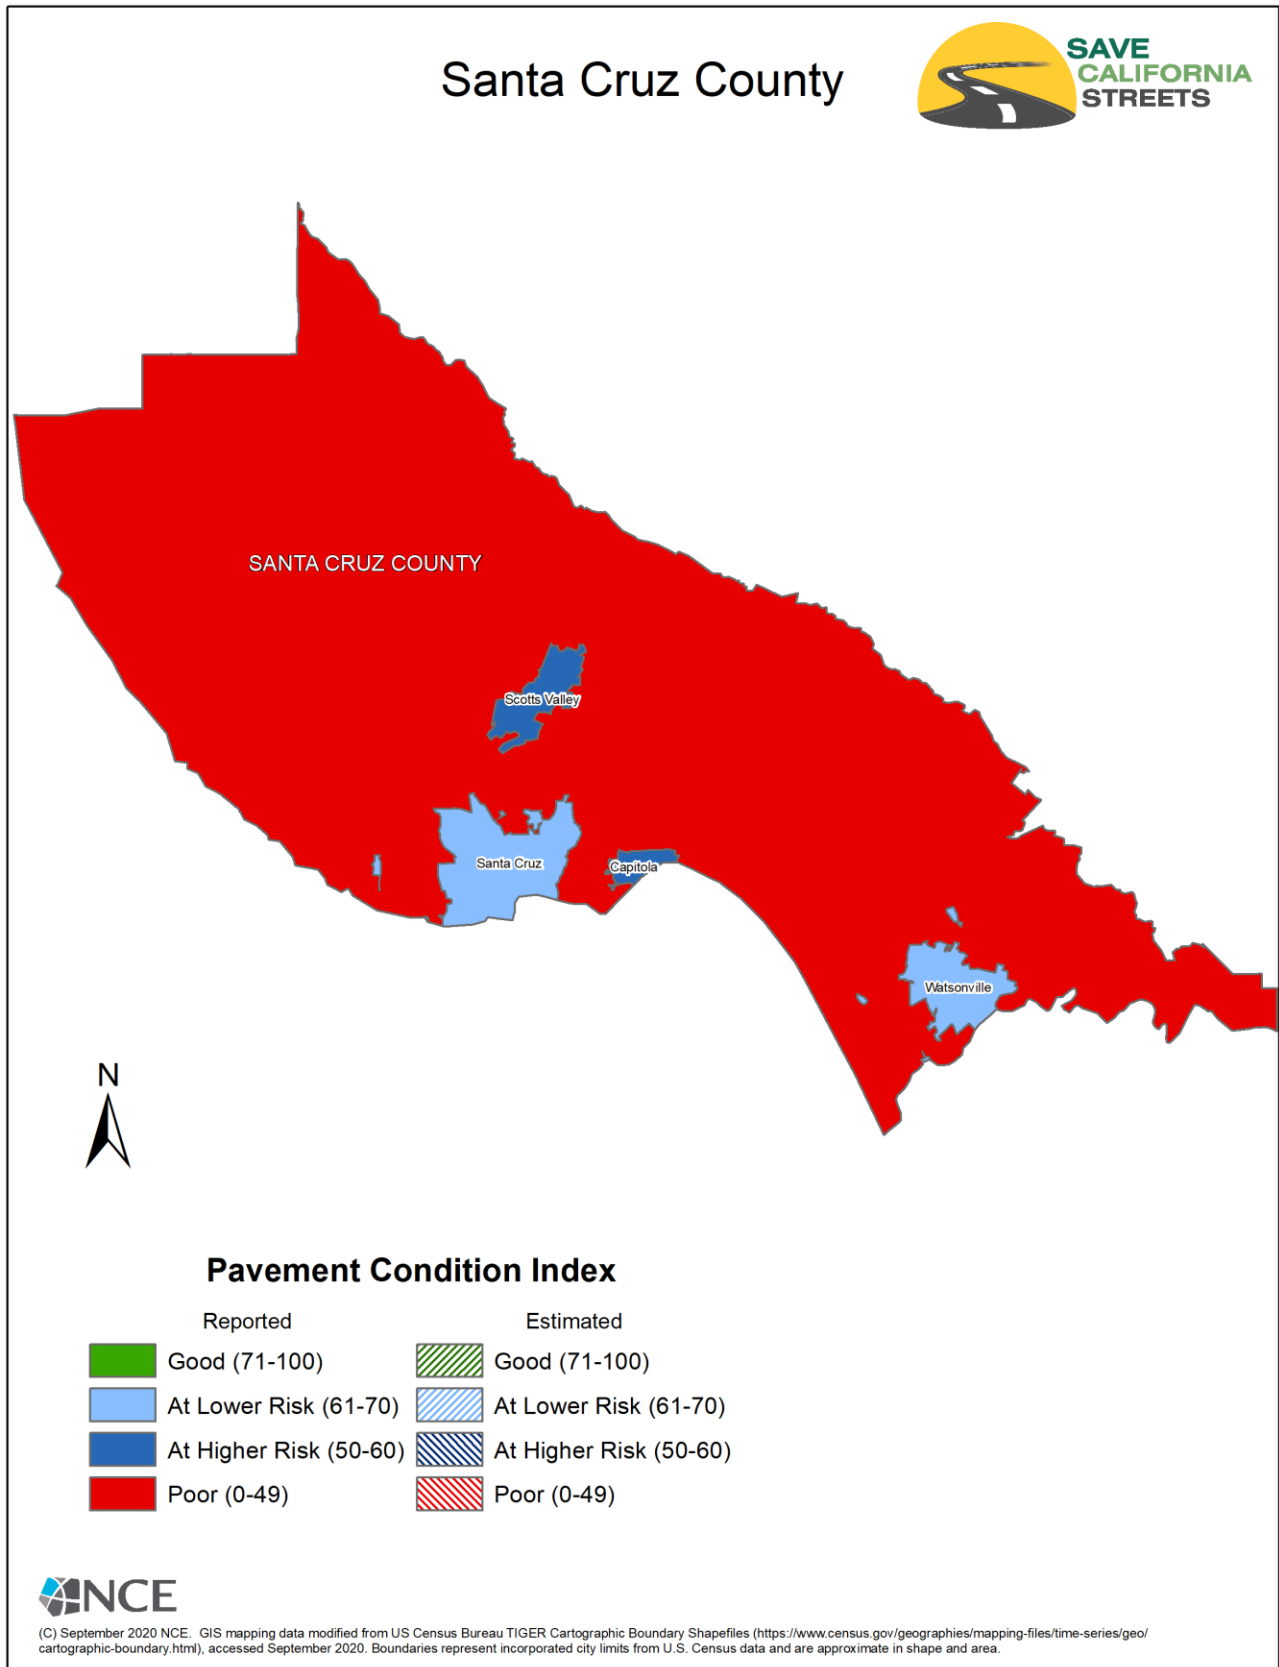 Santa Cruz County
SAVE
CALIFORNIA
STREETS
SANTA CRUZ COUNTY
Scotts Valley
Santa Cruz
Capitola
Watsonville
N
Pavement Condition Index
Reported
Estimated
Good (71-100)
Good (71-100)
At Lower Risk (61-70)
At Lower Risk (61-70)
At Higher Risk (50-60)
At Higher Risk (50-60)
Poor (0-49)
Poor (0-49)
NCE
(C) September 2020 NCE. GIS mapping data modified from US Census Bureau TIGER Cartographic Boundary Shapefiles (https://www.census.gov/geographies/mapping-files/time-series/geo/
cartographic-boundary.html), accessed September 2020. Boundaries represent incorporated city limits from U.S. Census data and are approximate in shape and area.